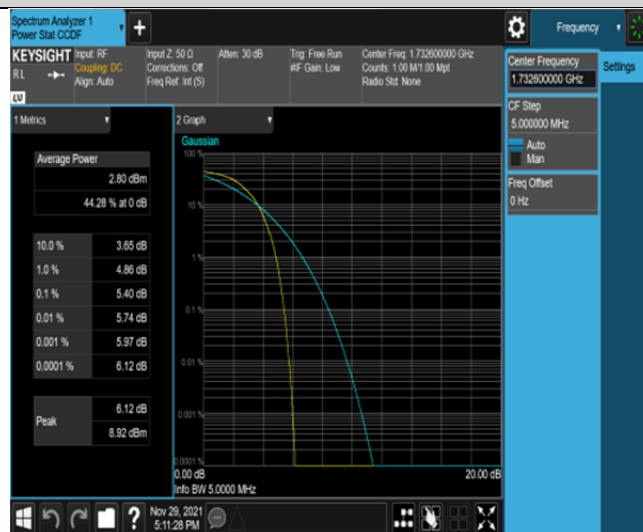 Spectrum Analyzer 1
Power Stat CCDF
Frequency
KEYSIGHT
R L
LXI
Input: RF
Coupling: DC
Align: Auto
Input Z: 50 Ω
Corrections: Off
Freq Ref: Int (S)
Atten: 30 dB
Trig: Free Run
#IF Gain: Low
Center Freq: 1.732600000 GHz
Counts: 1.00 M/1.00 Mpt
Radio Std: None
Center Frequency
1.732600000 GHz
Settings
CF Step
5.000000 MHz
Auto
Man
Freq Offset
0 Hz
1 Metrics
Average Power
2.80 dBm
44.28 % at 0 dB
10.0 % 3.65 dB
1.0 % 4.86 dB
0.1 % 5.40 dB
0.01 % 5.74 dB
0.001 % 5.97 dB
0.0001 % 6.12 dB
Peak
6.12 dB
8.92 dBm
2 Graph
Gaussian
100 %
10 %
1 %
0.1 %
0.01 %
0.001 %
0.0001 %
0.00 dB
20.00 dB
Info BW 5.0000 MHz
?
Nov 29, 2021
5:11:28 PM